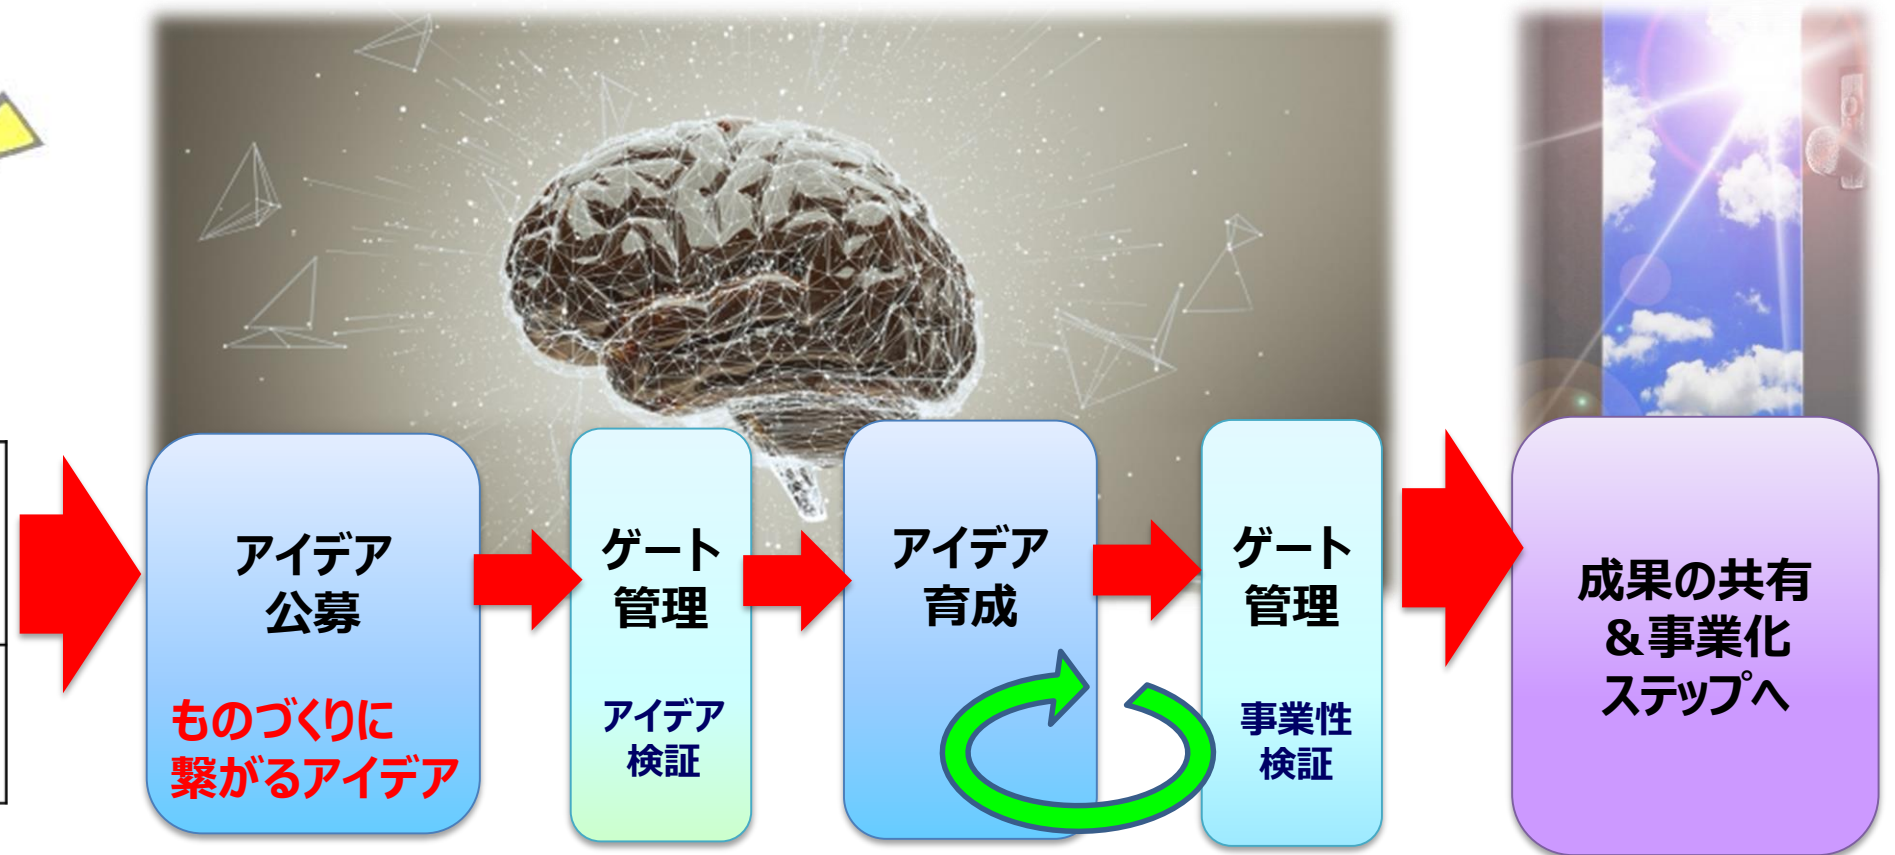 アイデア
公募
ものづくりに
繋がるアイデア
ゲート
管理
アイデア
検証
アイデア
育成
ゲート
管理
事業性
検証
成果の共有
＆事業化
ステップへ